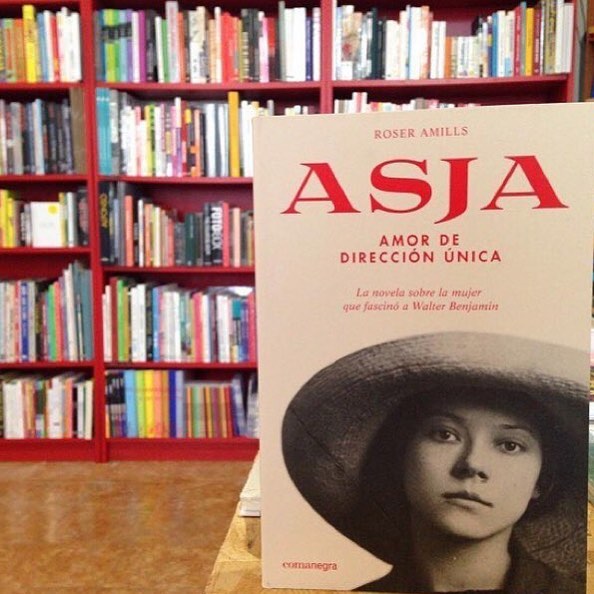 ROSER AMILLS
ASJA
AMOR DE
DIRECCIÓN ÚNICA
La novela sobre la mujer
que fascinó a Walter Benjamin
comanegra